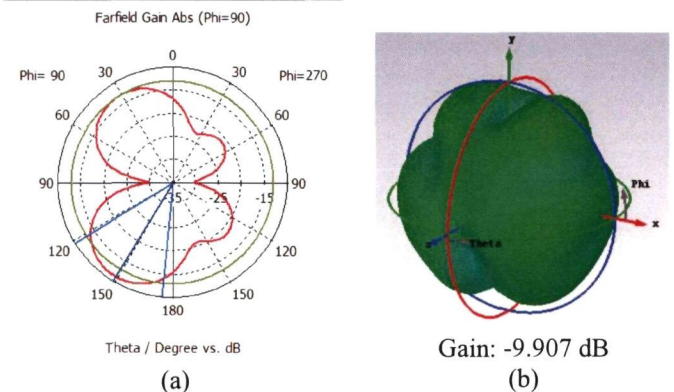 Farfield Gain Abs (Phi=90)
0
Phi= 90 30 30 Phi=270
60 60
90 -35 -25 -15 90
120 120
150 150
180
Theta / Degree vs. dB
(a)
y
Phi
x
z Theta
Gain: -9.907 dB
(b)